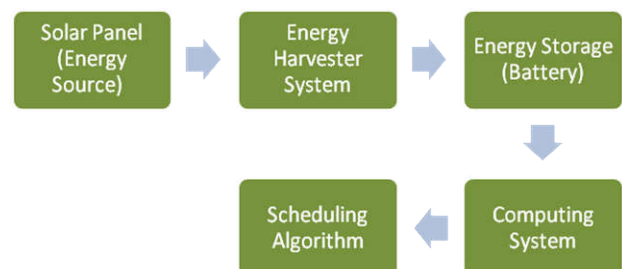 Solar Panel
(Energy
Source)
Energy
Harvester
System
Energy Storage
(Battery)
Computing
System
Scheduling
Algorithm